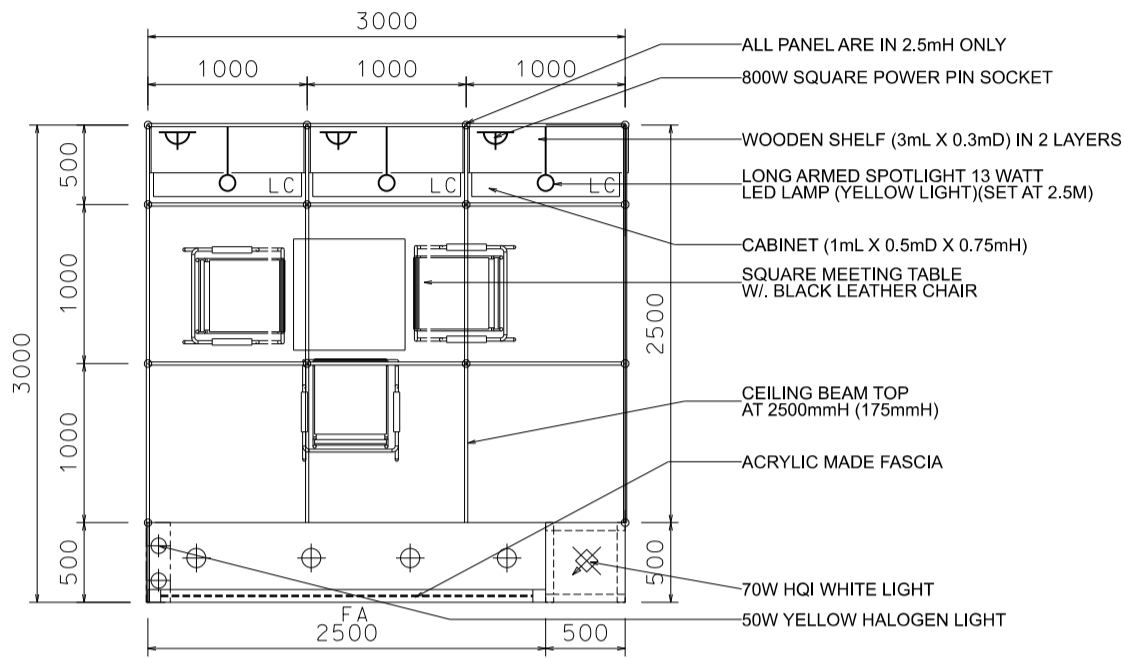 3000
1000 1000 1000
ALL PANEL ARE IN 2.5mH ONLY
800W SQUARE POWER PIN SOCKET
WOODEN SHELF (3mL X 0.3mD) IN 2 LAYERS
LONG ARMED SPOTLIGHT 13 WATT
LED LAMP (YELLOW LIGHT)(SET AT 2.5M)
CABINET (1mL X 0.5mD X 0.75mH)
SQUARE MEETING TABLE
W/. BLACK LEATHER CHAIR
CEILING BEAM TOP
AT 2500mmH (175mmH)
ACRYLIC MADE FASCIA
70W HQI WHITE LIGHT
50W YELLOW HALOGEN LIGHT
3000
500
1000
1000
500
LC LC LC
2500
500
FA
2500 500